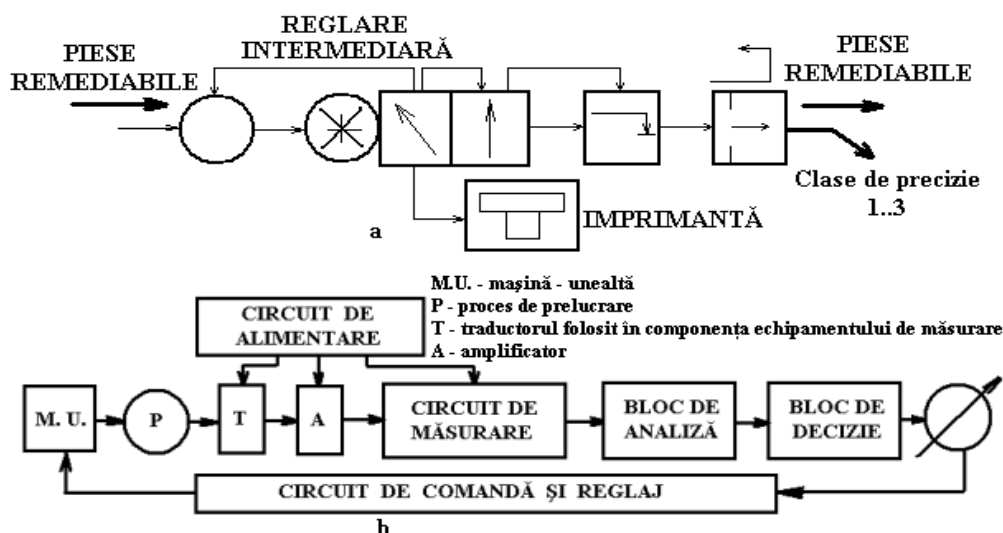 REGLARE
INTERMEDIARĂ
PIESE
REMEDIABILE
PIESE
REMEDIABILE
Clase de precizie
1..3
IMPRIMANTĂ
a
M.U. - maşină - unealtă
P - proces de prelucrare
T - traductorul folosit în componența echipamentului de măsurare
A - amplificator
CIRCUIT DE
ALIMENTARE
M. U.
P
T
A
CIRCUIT DE
MĂSURARE
BLOC DE
ANALIZĂ
BLOC DE
DECIZIE
CIRCUIT DE COMANDĂ ŞI REGLAJ
b